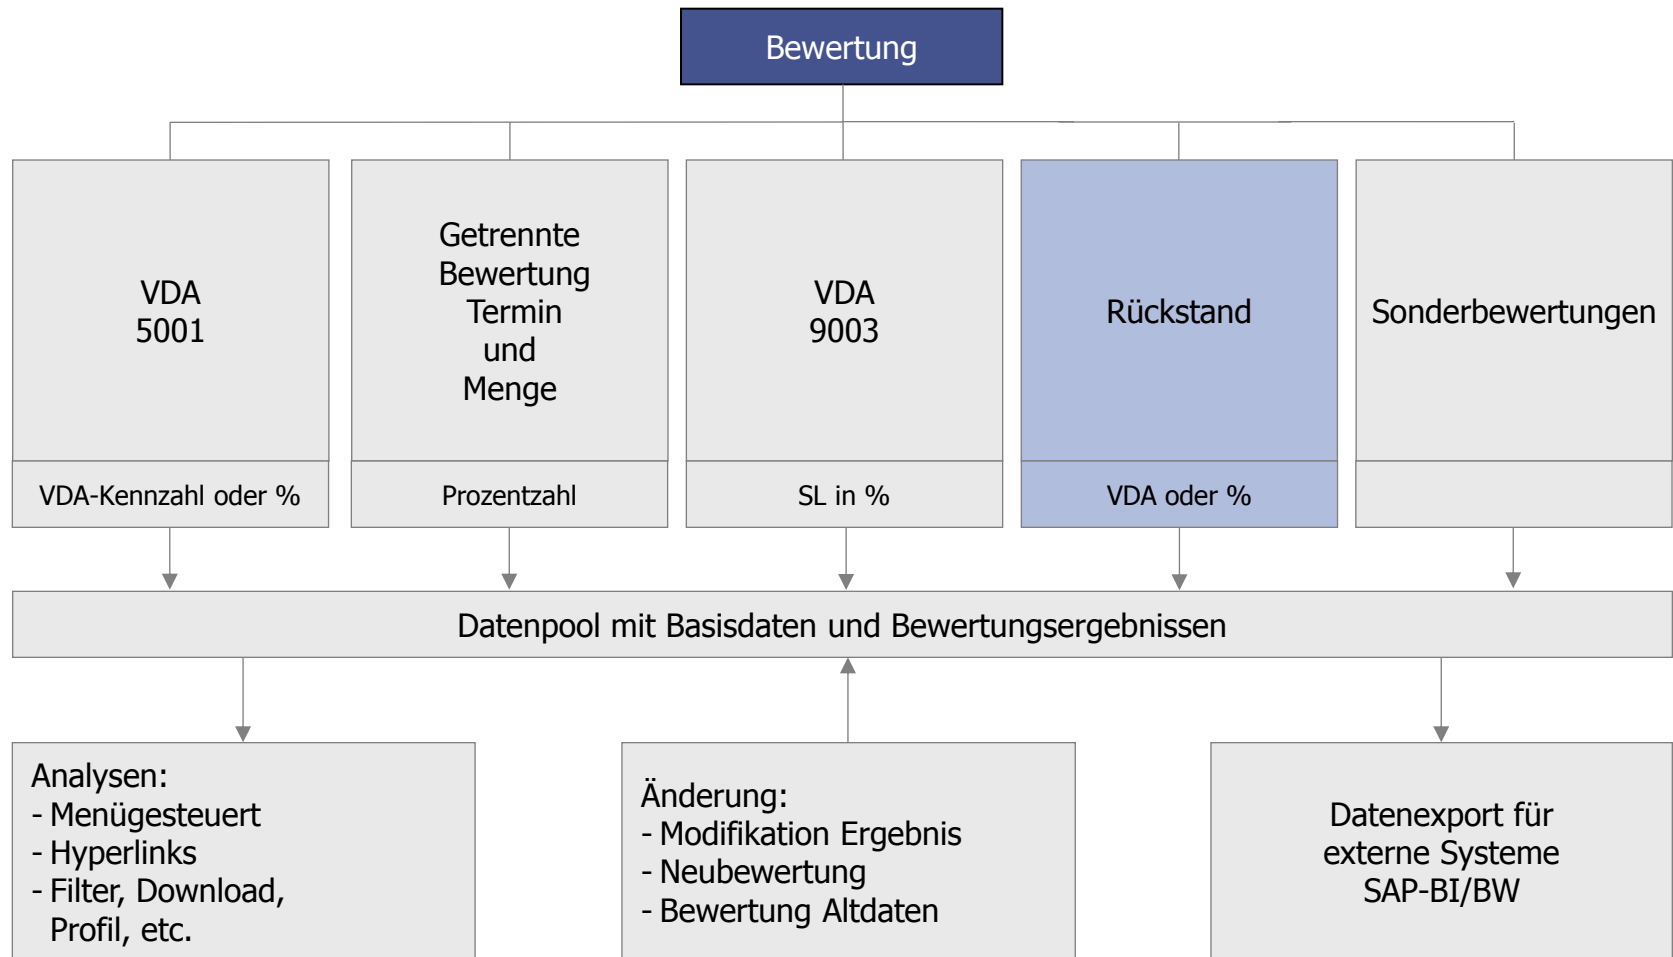 Bewertung
VDA
5001
VDA-Kennzahl oder %
Getrennte
Bewertung
Termin
und
Menge
Prozentzahl
VDA
9003
SL in %
Rückstand
VDA oder %
Sonderbewertungen
Datenpool mit Basisdaten und Bewertungsergebnissen
Analysen:
- Menügesteuert
- Hyperlinks
- Filter, Download,
Profil, etc.
Änderung:
- Modifikation Ergebnis
- Neubewertung
- Bewertung Altdaten
Datenexport für
externe Systeme
SAP-BI/BW